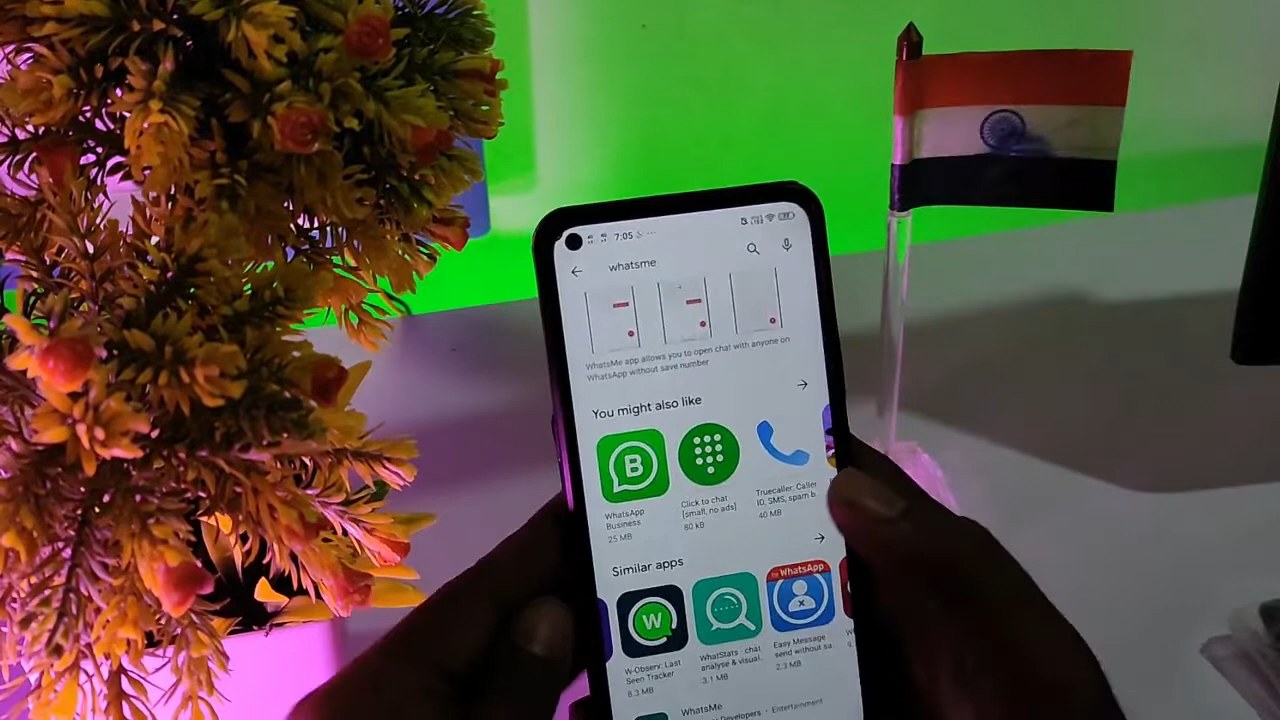 7:05
whatsme
WhatsMe app allows you to open chat with anyone on
WhatsApp without save number
You might also like
B
WhatsApp
Business
25 MB
Click to chat
[small, no ads]
80 kB
Truecaller, Caller
ID, SMS, spam b
40 MB
Similar apps
W
W-Observ: Last
Seen Tracker
8.3 MB
WhatStats - chat
analyse & visual.
3.1 MB
WhatsApp
Easy Message
send without su
2.3 MB
WhatsMe
Developers · Entertainment